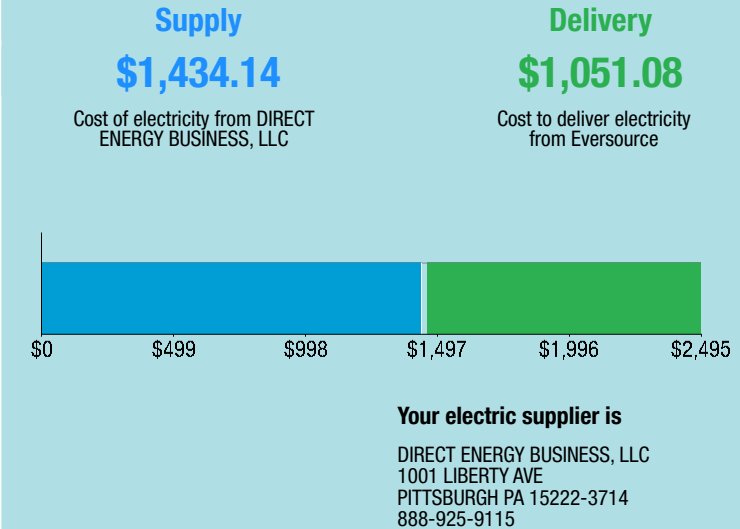 Supply
$1,434.14
Cost of electricity from DIRECT
ENERGY BUSINESS, LLC
Delivery
$1,051.08
Cost to deliver electricity
from Eversource
$0 $499 $998 $1,497 $1,996 $2,495
Your electric supplier is
DIRECT ENERGY BUSINESS, LLC
1001 LIBERTY AVE
PITTSBURGH PA 15222-3714
888-925-9115